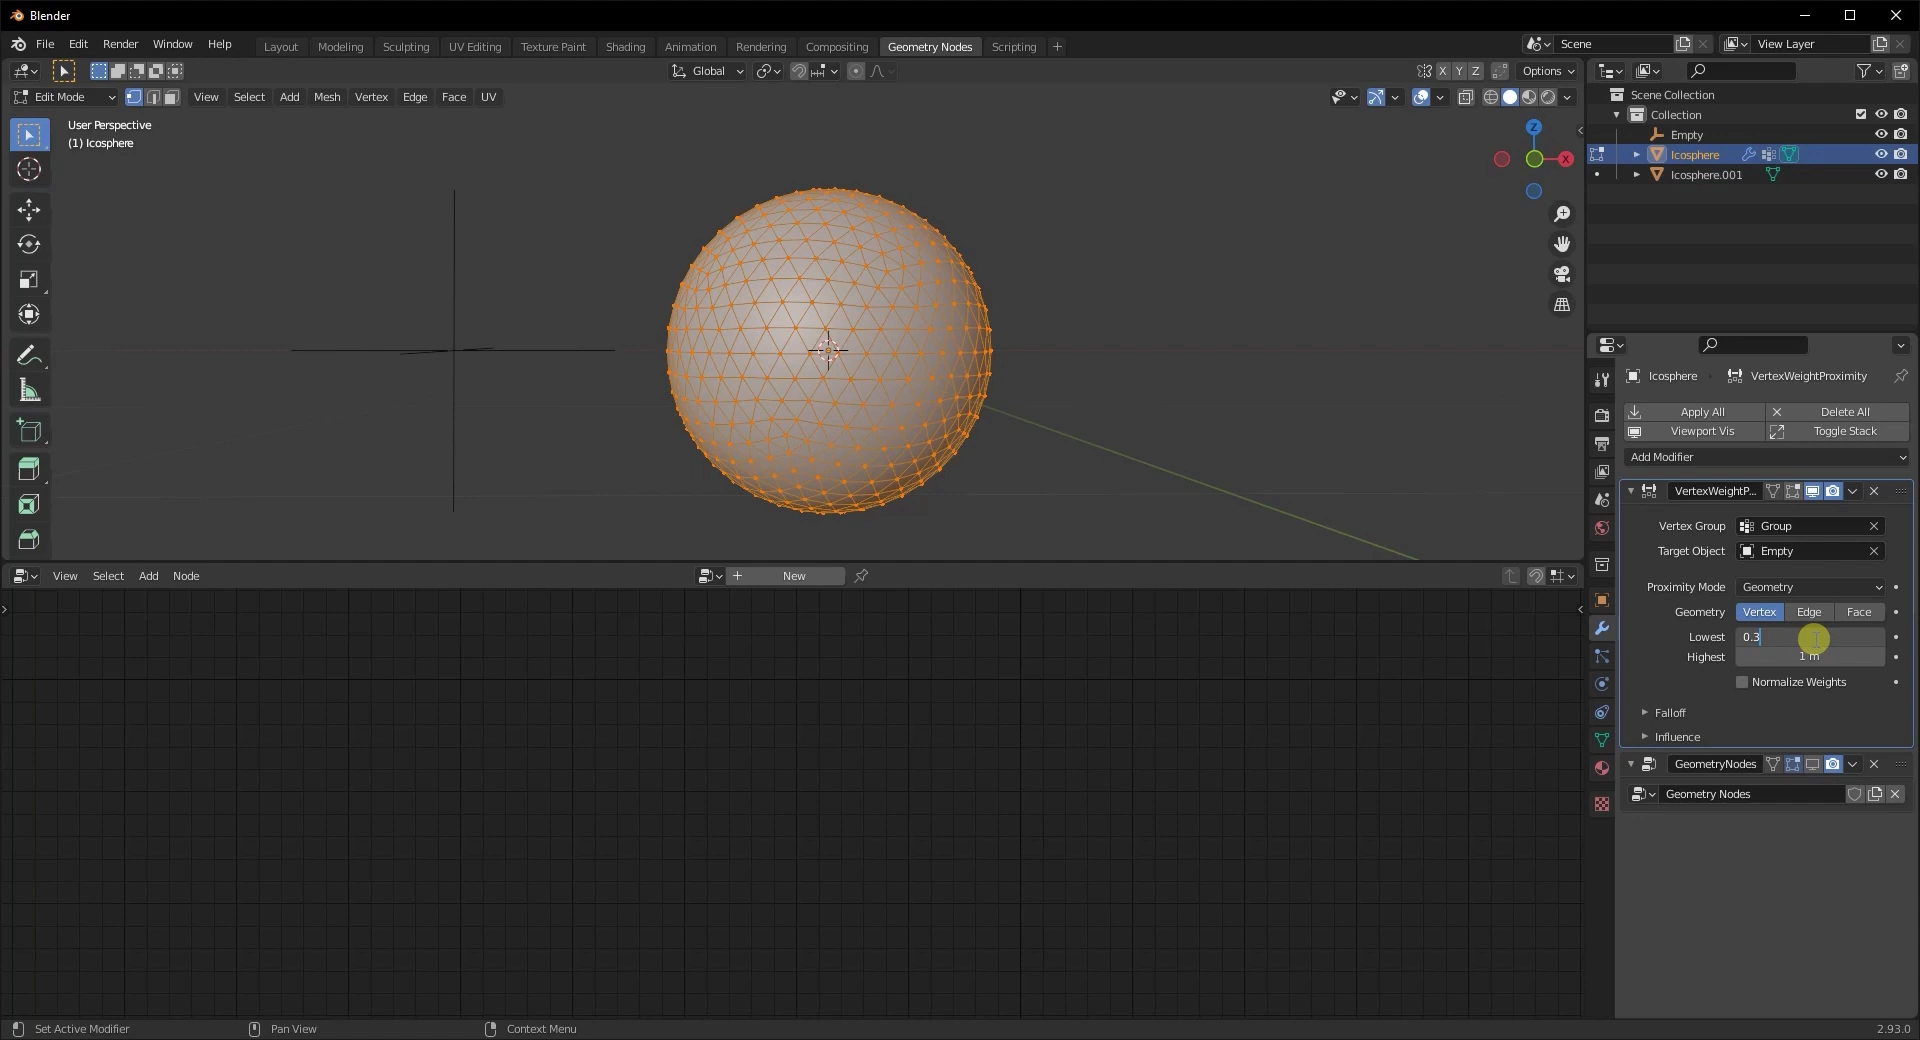 Blender
File Edit Render Window Help Layout Modeling Sculpting UV Editing Texture Paint Shading Animation Rendering Compositing Geometry Nodes Scripting + Scene View Layer
Global X Y Z Options
Edit Mode View Select Add Mesh Vertex Edge Face UV
User Perspective
(1) Icosphere
Z
X
Scene Collection
Collection
Empty
Icosphere
Icosphere.001
Icosphere VertexWeightProximity
Apply All Delete All
Viewport Vis Toggle Stack
Add Modifier
VertexWeightP...
Vertex Group Group
Target Object Empty
Proximity Mode Geometry
Geometry Vertex Edge Face
Lowest 0.3
Highest 1 m
Normalize Weights
Falloff
Influence
GeometryNodes
Geometry Nodes
View Select Add Node New
Set Active Modifier Pan View Context Menu 2.93.0